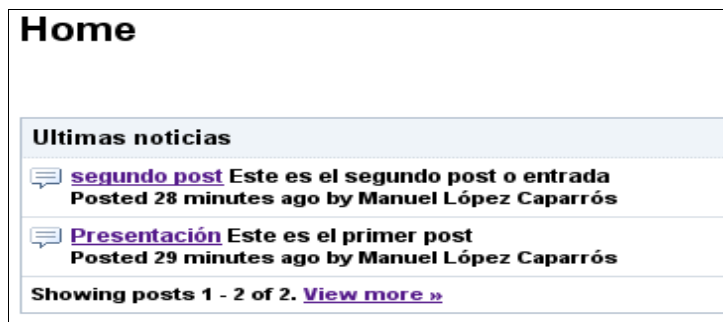 Home
Ultimas noticias
segundo post Este es el segundo post o entrada
Posted 28 minutes ago by Manuel López Caparrós
Presentación Este es el primer post
Posted 29 minutes ago by Manuel López Caparrós
Showing posts 1 - 2 of 2. View more »